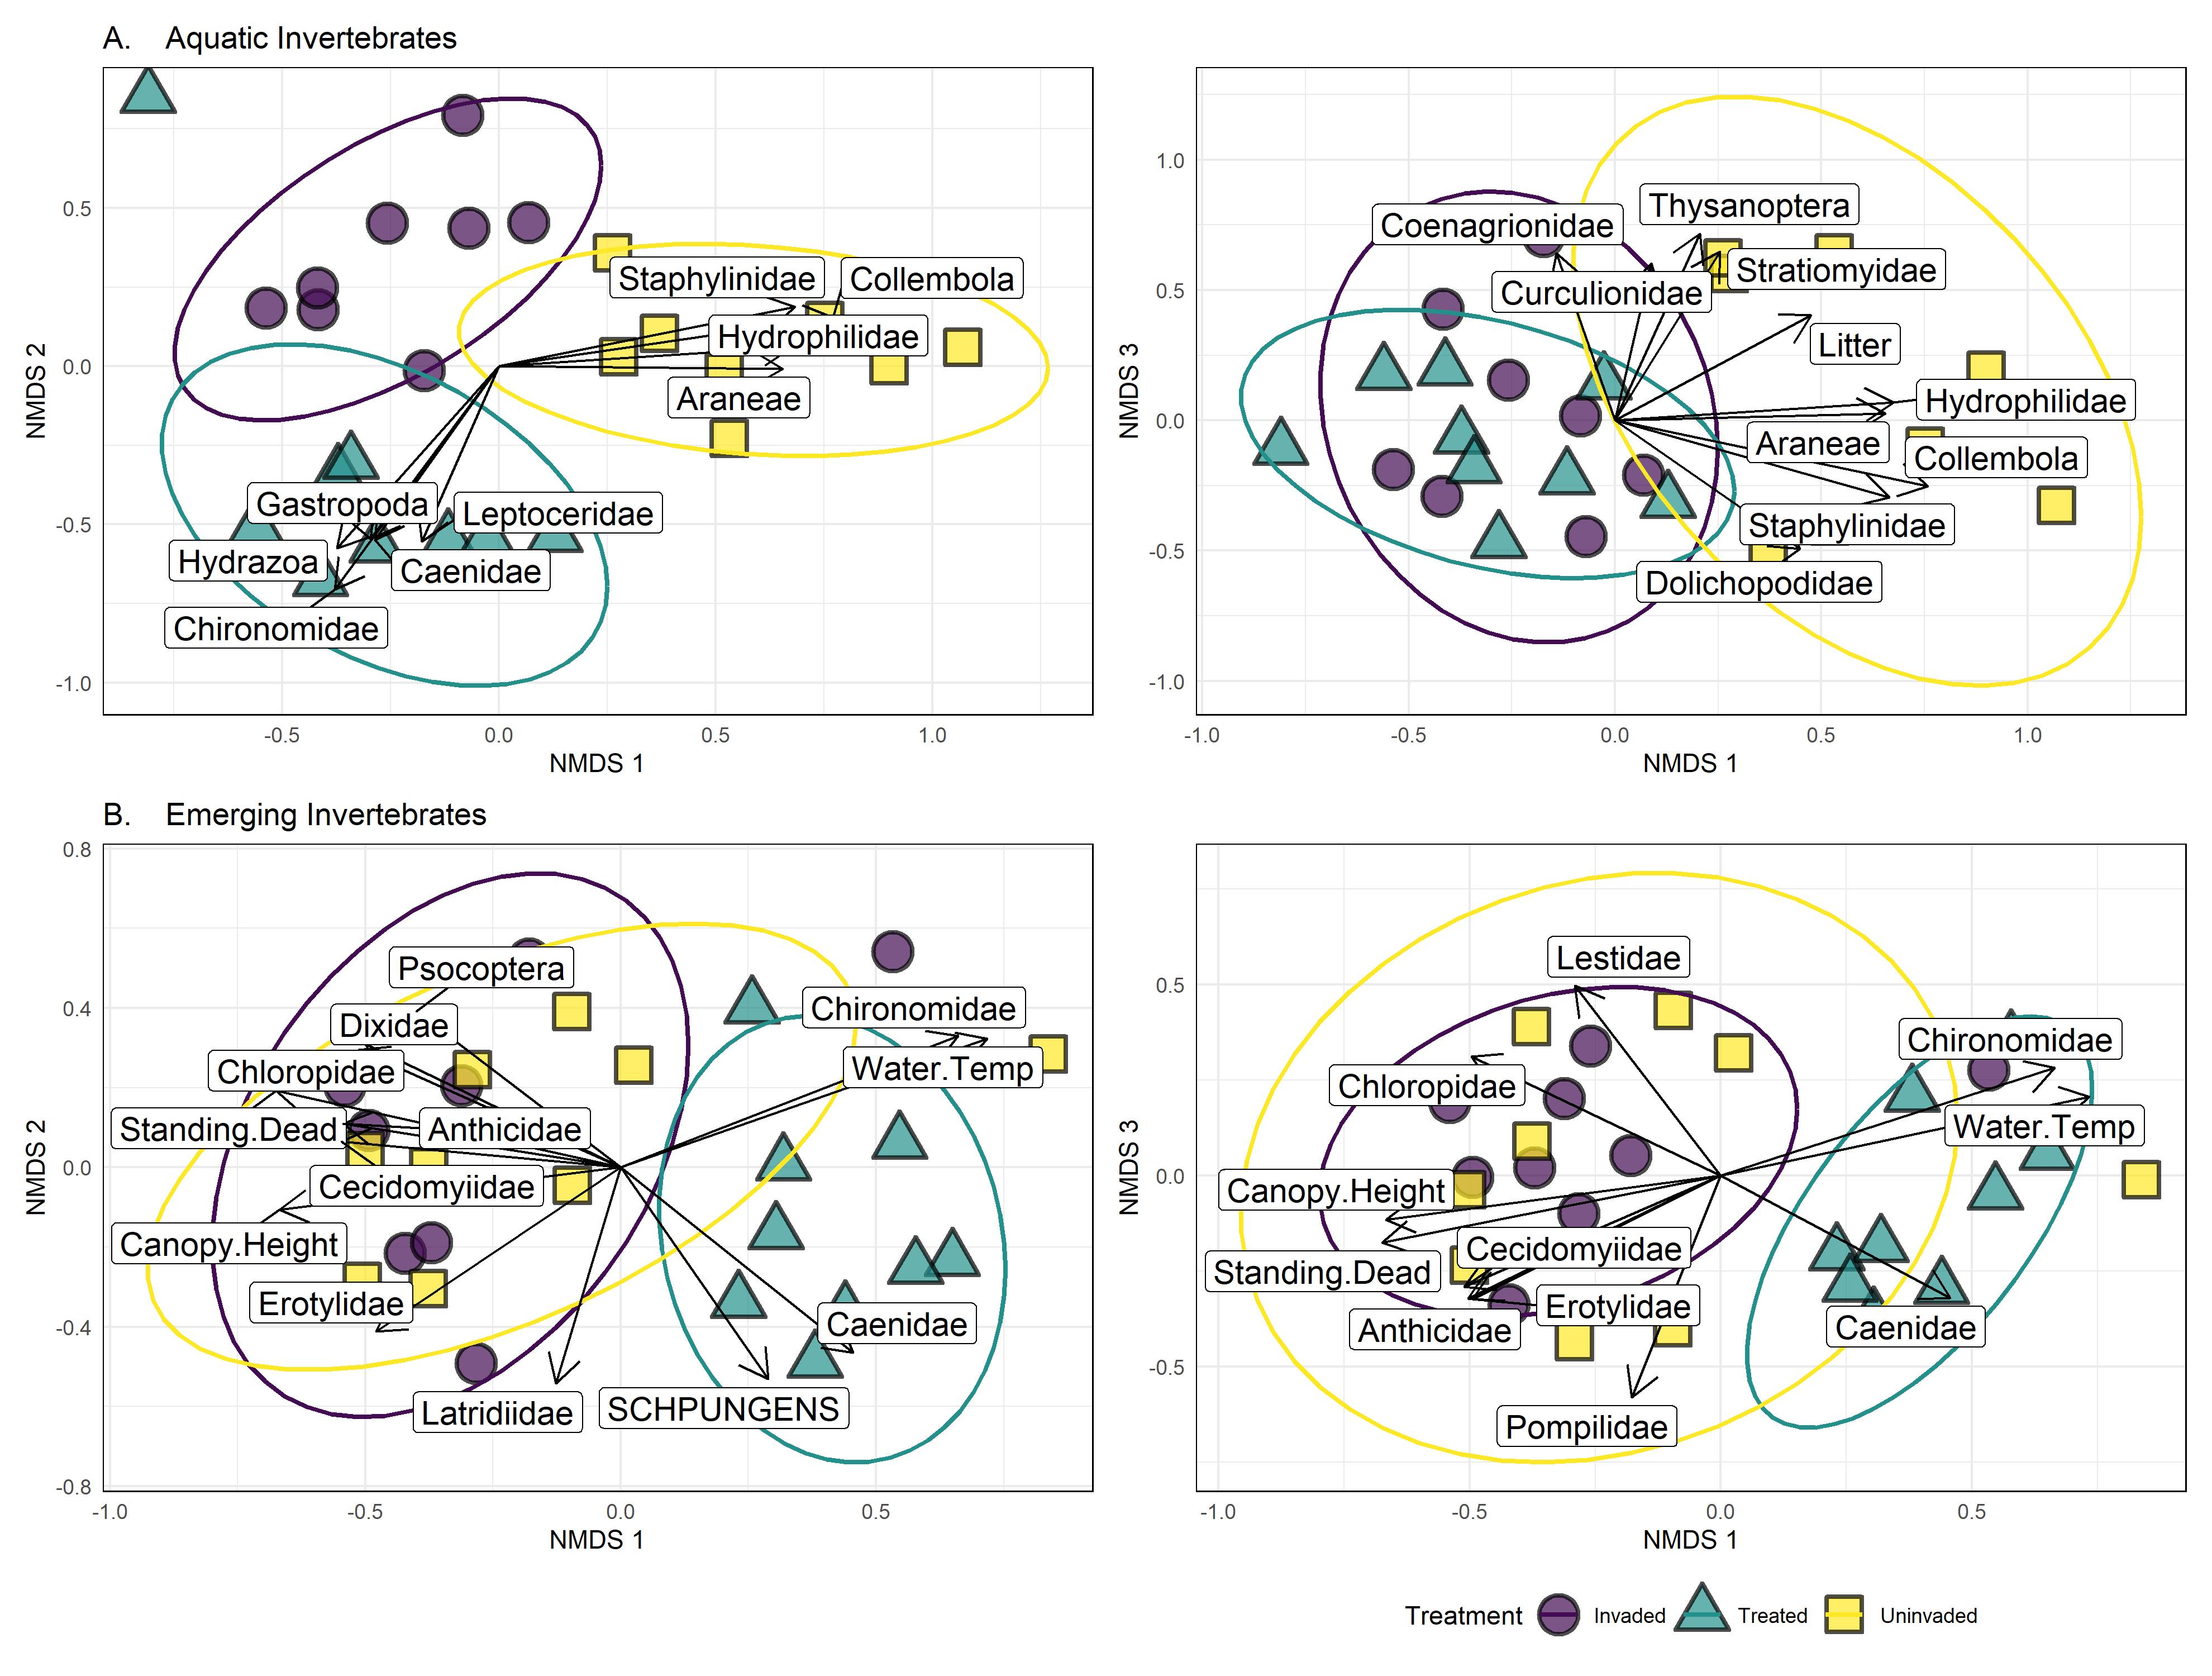 A. Aquatic Invertebrates
NMDS 2
0.5
0.0
-0.5
-1.0
Staphylinidae
Collembola
Hydrophilidae
Araneae
Gastropoda
Leptoceridae
Hydrazoa
Caenidae
Chironomidae
-0.5 0.0 0.5 1.0
NMDS 1
NMDS 3
1.0
0.5
0.0
-0.5
-1.0
Thysanoptera
Coenagrionidae
Stratiomyidae
Curculionidae
Litter
Hydrophilidae
Araneae
Collembola
Staphylinidae
Dolichopodidae
-1.0 -0.5 0.0 0.5 1.0
NMDS 1
B. Emerging Invertebrates
NMDS 2
0.8
0.4
0.0
-0.4
-0.8
Psocoptera
Chironomidae
Dixidae
Chloropidae
Water.Temp
Standing.Dead
Anthicidae
Cecidomyiidae
Canopy.Height
Erotylidae
Caenidae
Latridiidae
SCHPUNGENS
-1.0 -0.5 0.0 0.5
NMDS 1
NMDS 3
0.5
0.0
-0.5
Lestidae
Chironomidae
Chloropidae
Water.Temp
Canopy.Height
Cecidomyiidae
Standing.Dead
Erotylidae
Anthicidae
Caenidae
Pompilidae
-1.0 -0.5 0.0 0.5
NMDS 1
Treatment Invaded Treated Uninvaded